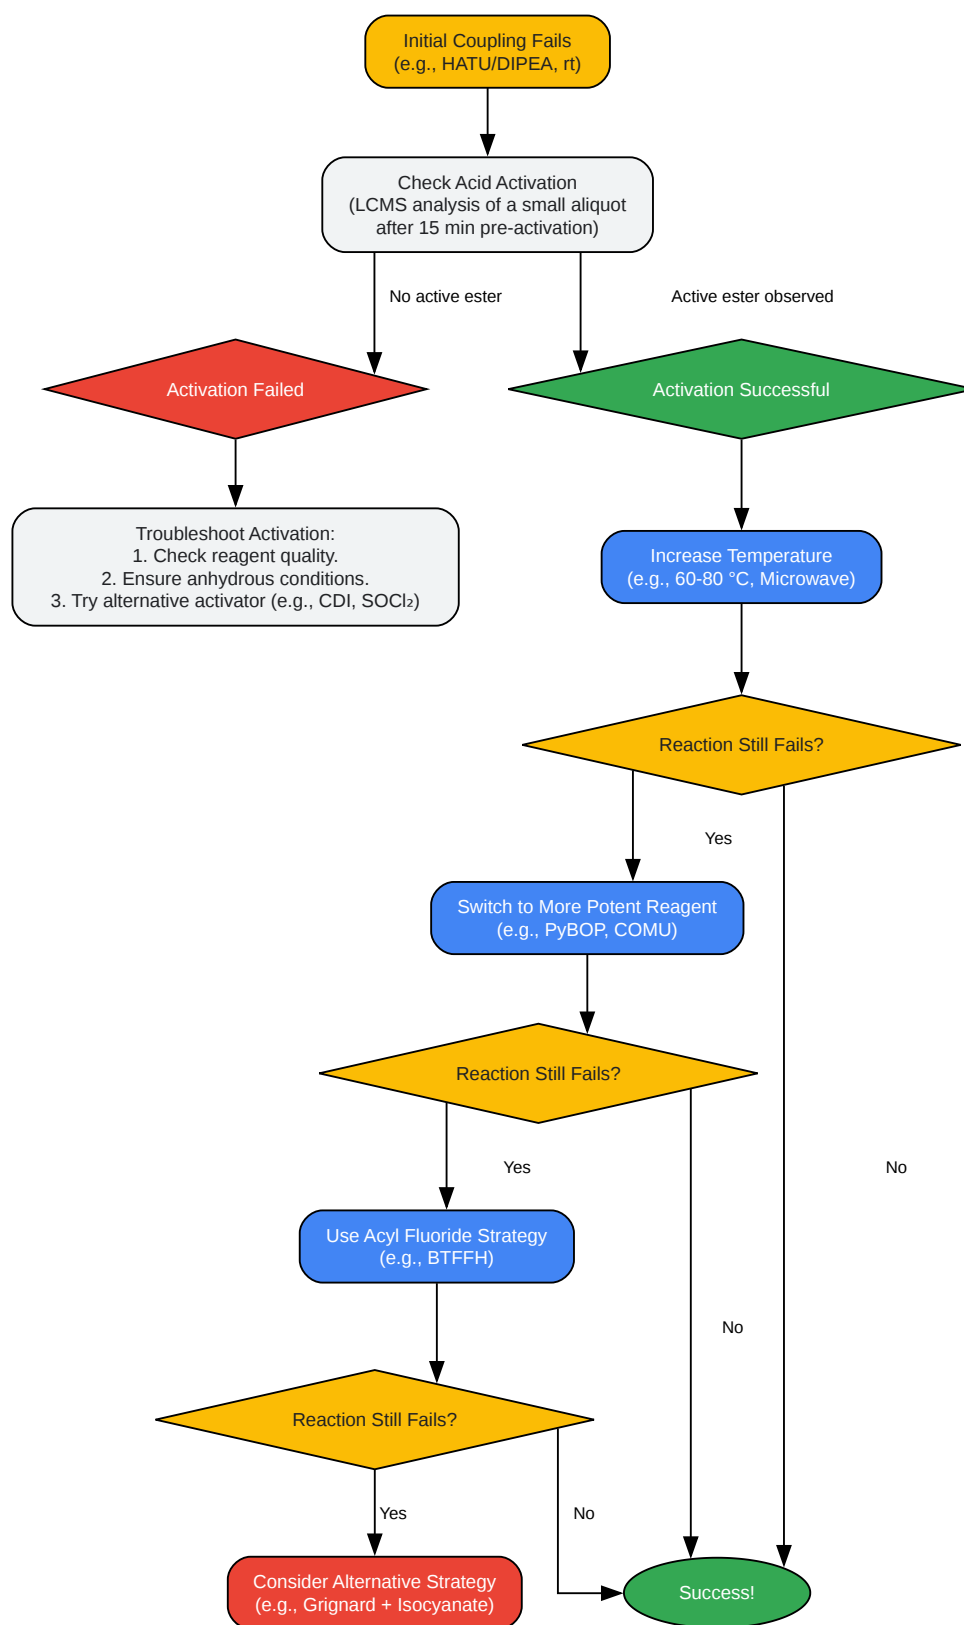 Initial Coupling Fails
(e.g., HATU/DIPEA, rt)
Check Acid Activation
(LCMS analysis of a small aliquot
after 15 min pre-activation)
No active ester
Active ester observed
Activation Failed
Activation Successful
Troubleshoot Activation:
1. Check reagent quality.
2. Ensure anhydrous conditions.
3. Try alternative activator (e.g., CDI, SOCl₂)
Increase Temperature
(e.g., 60-80 °C, Microwave)
Reaction Still Fails?
Yes
Switch to More Potent Reagent
(e.g., PyBOP, COMU)
Reaction Still Fails?
Yes
No
Use Acyl Fluoride Strategy
(e.g., BTFFH)
No
Reaction Still Fails?
Yes
No
Consider Alternative Strategy
(e.g., Grignard + Isocyanate)
Success!